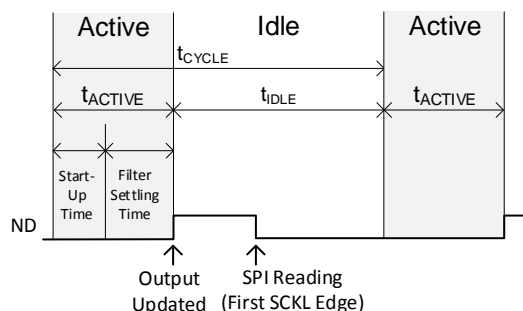 Active Idle Active
tCYCLE
tACTIVE tIDLE tACTIVE
Start- Filter
Up Settling
Time Time
ND
Output SPI Reading
Updated (First SCKL Edge)